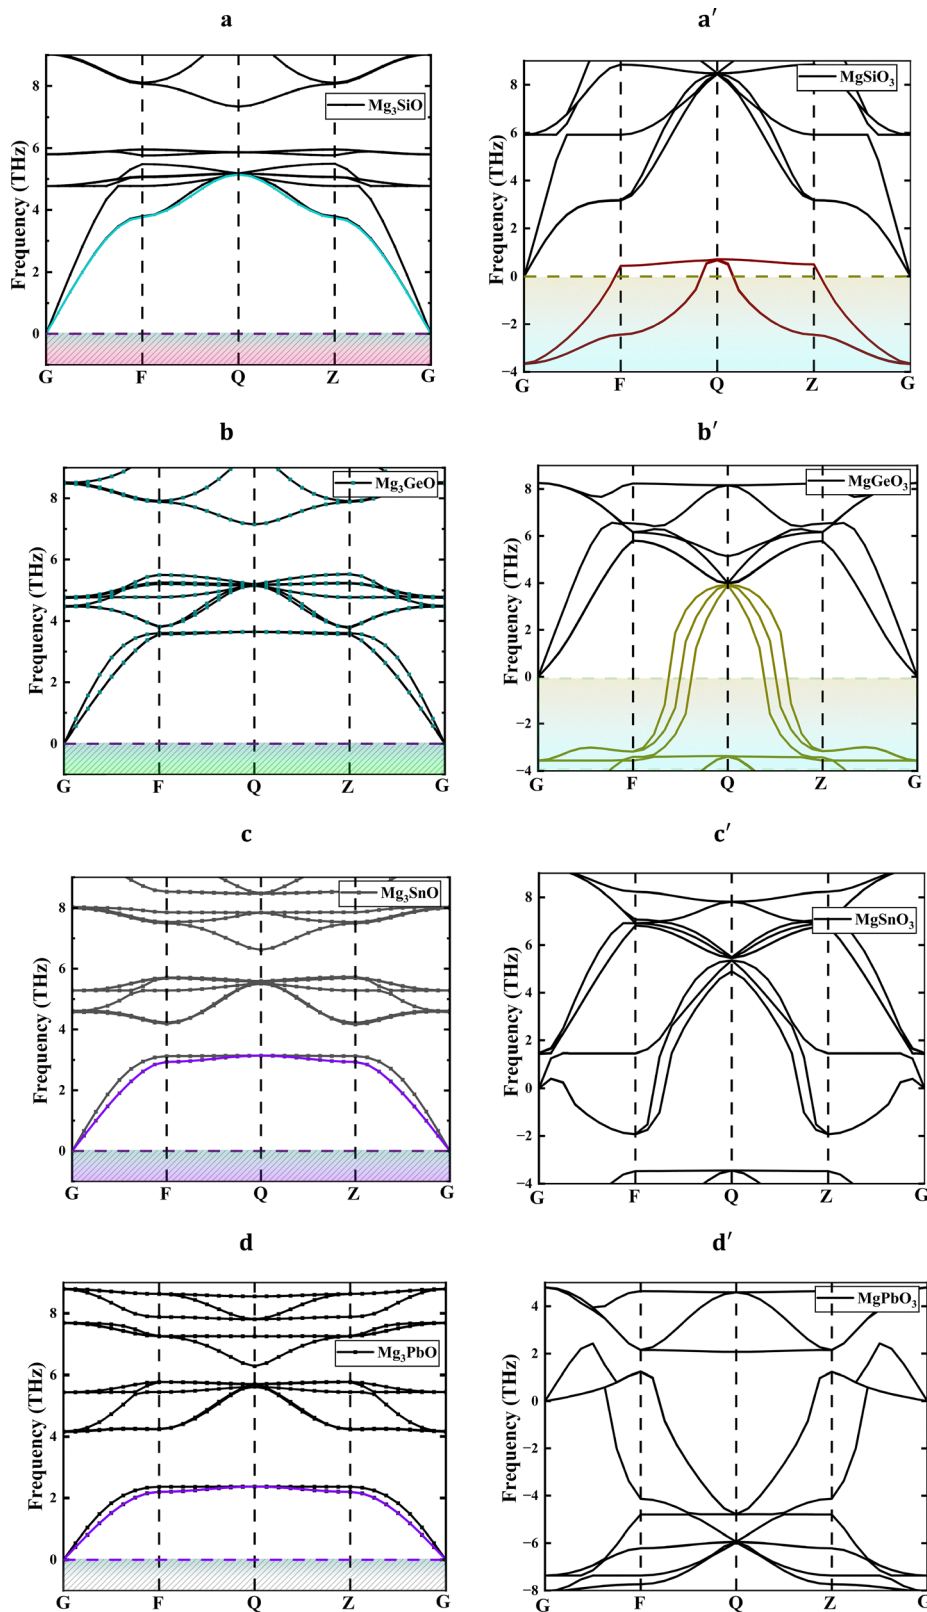 a
Frequency (THz)
8
6
4
2
0
Mg₃SiO
G F Q Z G
a′
Frequency (THz)
8
6
4
2
0
−2
−4
MgSiO₃
G F Q Z G
b
Frequency (THz)
8
6
4
2
0
Mg₃GeO
G F Q Z G
b′
Frequency (THz)
8
6
4
2
0
−2
−4
MgGeO₃
G F Q Z G
c
Frequency (THz)
8
6
4
2
0
Mg₃SnO
G F Q Z G
c′
Frequency (THz)
8
6
4
2
0
−2
−4
MgSnO₃
G F Q Z G
d
Frequency (THz)
8
6
4
2
0
Mg₃PbO
G F Q Z G
d′
Frequency (THz)
4
2
0
−2
−4
−6
−8
MgPbO₃
G F Q Z G